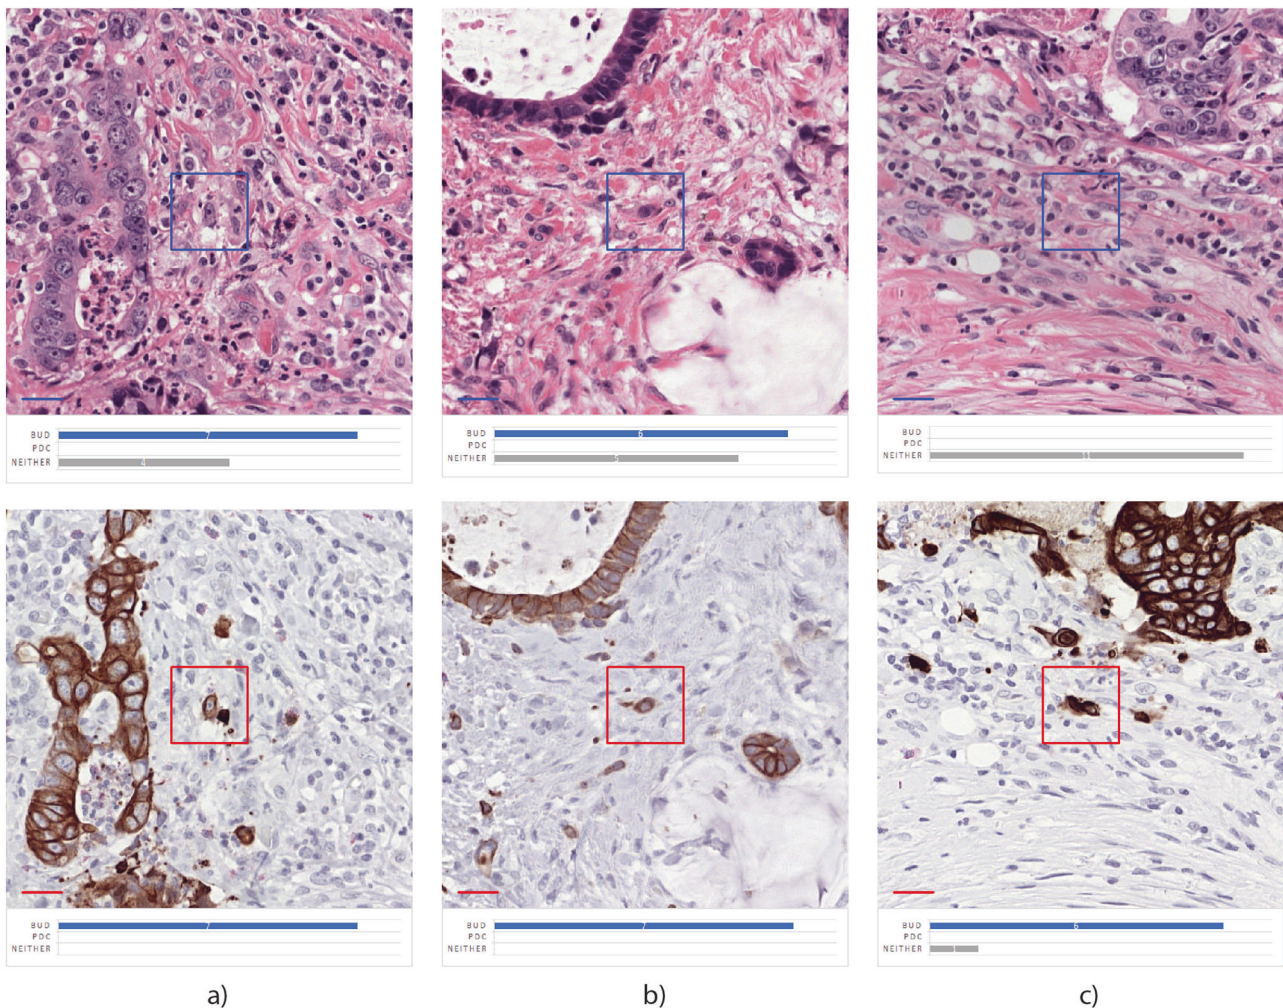 BUD 7
PDC
NEITHER 4
BUD 6
PDC
NEITHER 5
BUD
PDC
NEITHER 11
BUD 7
PDC
NEITHER
BUD 7
PDC
NEITHER
BUD 6
PDC
NEITHER
a)
b)
c)